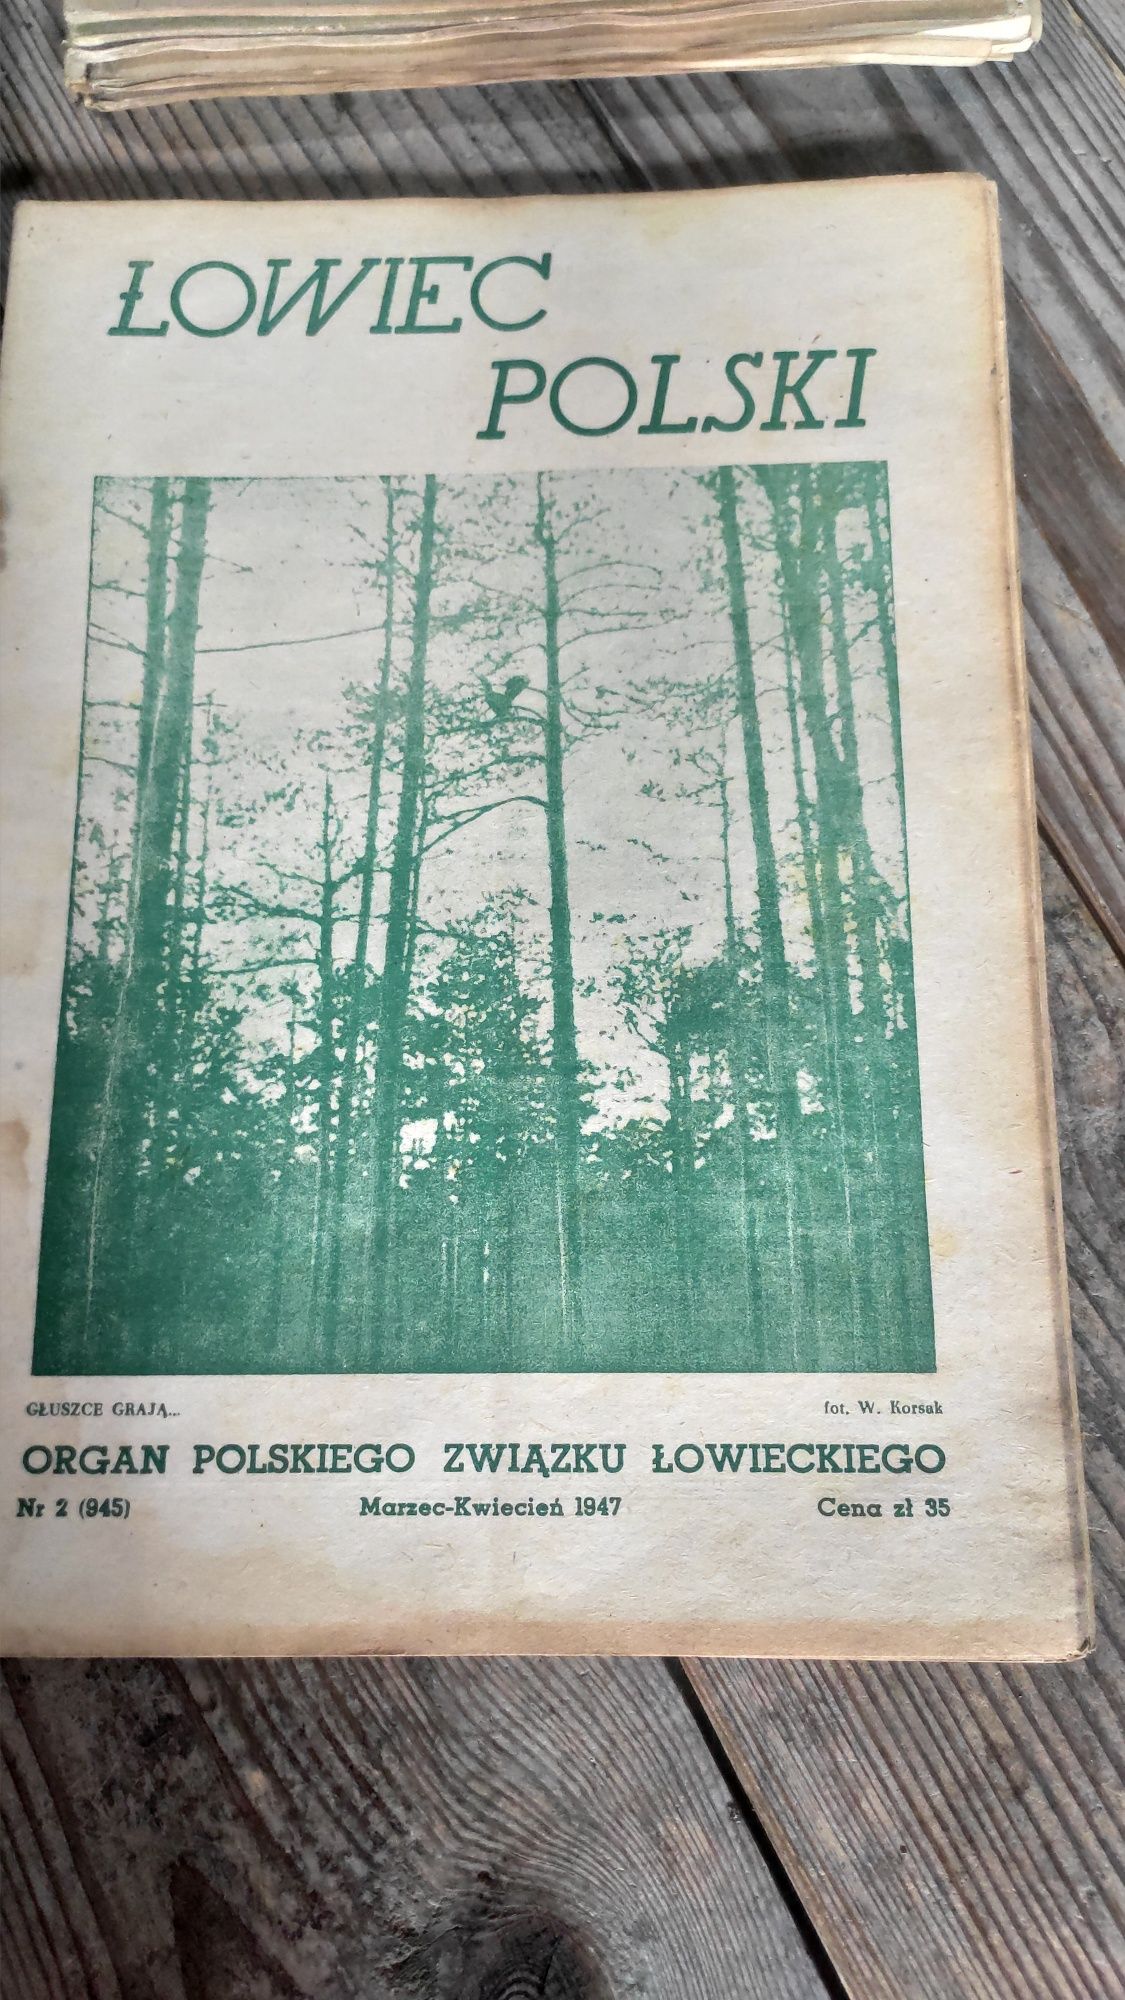 ŁOWIEC
POLSKI
GŁUSZCE GRAJĄ... fot. W. Korsak
ORGAN POLSKIEGO ZWIĄZKU ŁOWIECKIEGO
Nr 2 (945) Marzec-Kwiecień 1947 Cena zł 35